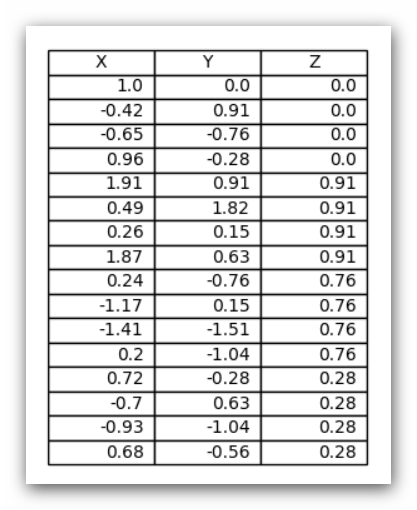 X Y Z
1.0 0.0 0.0
-0.42 0.91 0.0
-0.65 -0.76 0.0
0.96 -0.28 0.0
1.91 0.91 0.91
0.49 1.82 0.91
0.26 0.15 0.91
1.87 0.63 0.91
0.24 -0.76 0.76
-1.17 0.15 0.76
-1.41 -1.51 0.76
0.2 -1.04 0.76
0.72 -0.28 0.28
-0.7 0.63 0.28
-0.93 -1.04 0.28
0.68 -0.56 0.28